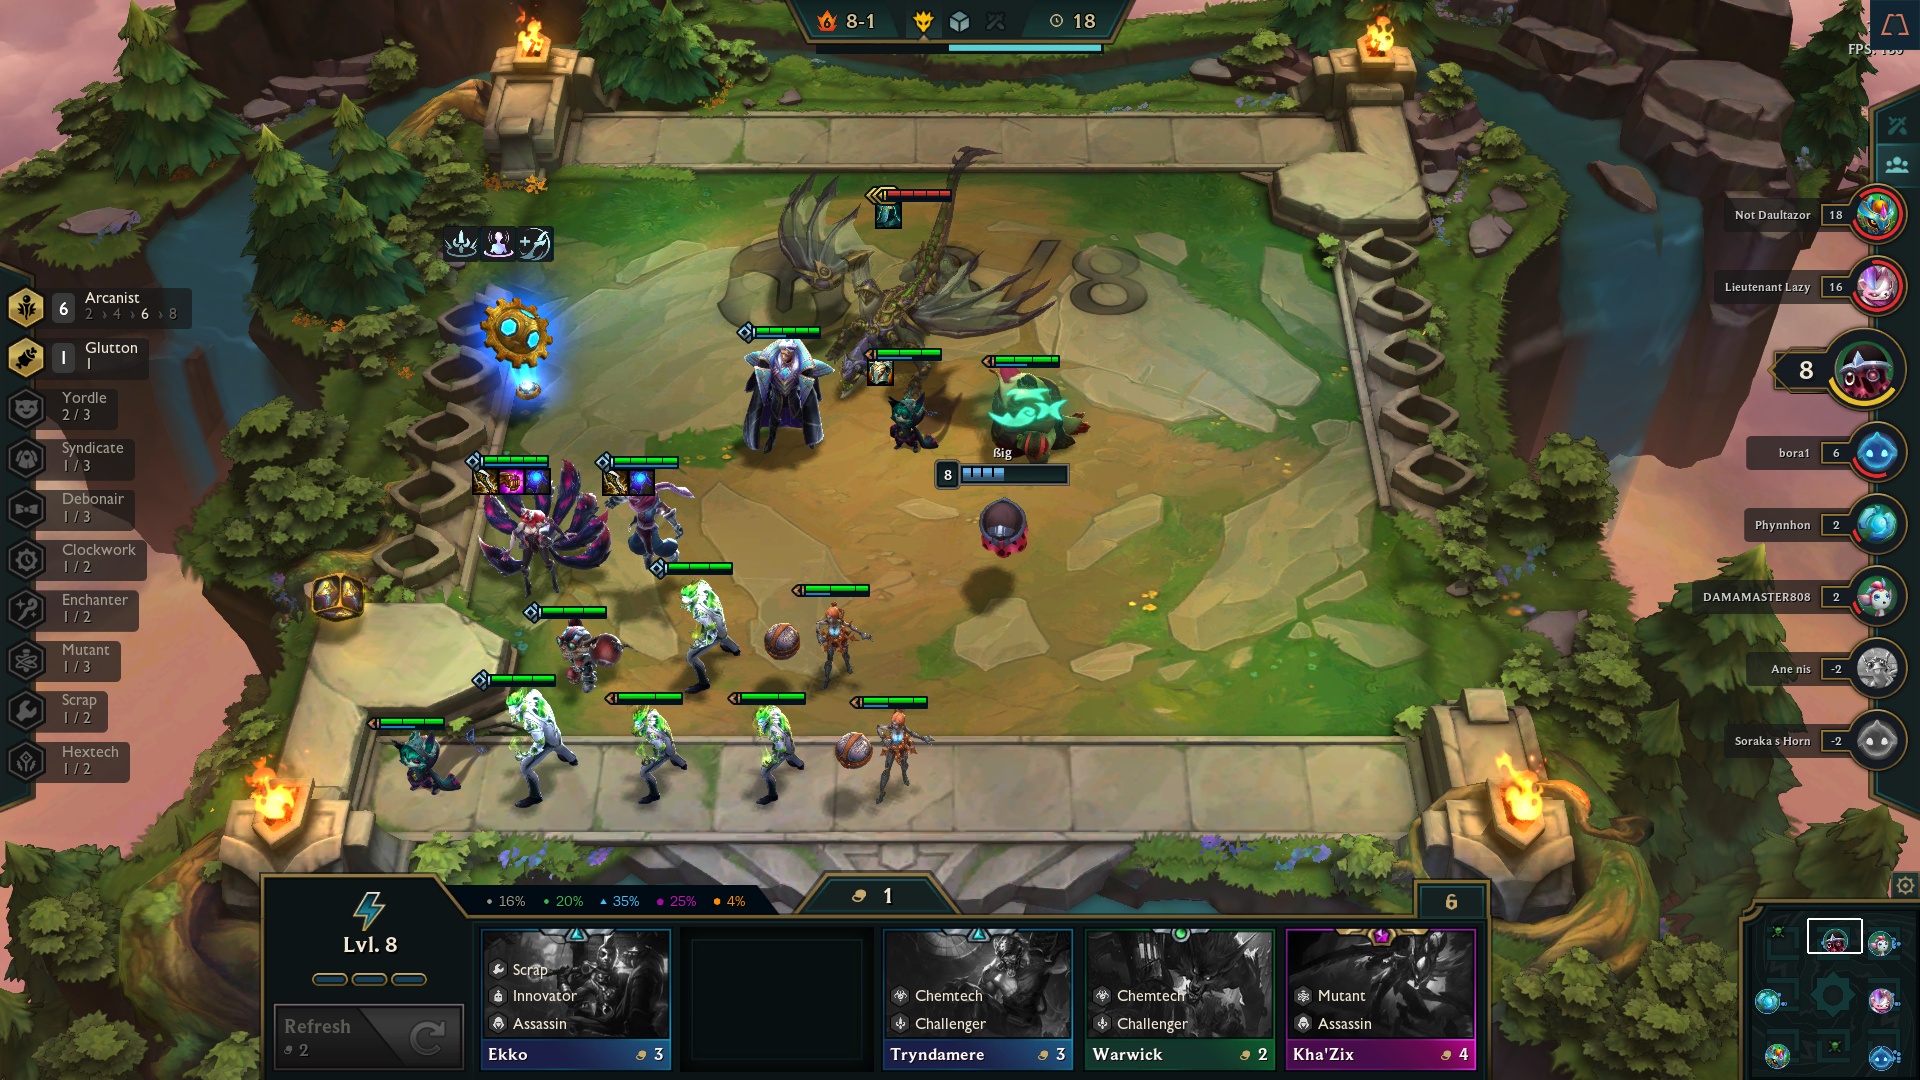 8-1
18
FPS:
Not Daultazor
18
Lieutenant Lazy
16
8
bora1
6
Phynnhon
2
DAMAMASTER808
2
Ane nis
-2
Soraka s Horn
-2
6
Arcanist
2 › 4 › 6 › 8
1
Glutton
1
Yordle
2 / 3
Syndicate
1 / 3
Debonair
1 / 3
Clockwork
1 / 2
Enchanter
1 / 2
Mutant
1 / 3
Scrap
1 / 2
Hextech
1 / 2
/8
ßig
8
16%
20%
35%
25%
4%
1
6
Lvl. 8
Refresh
2
Scrap
Innovator
Assassin
Ekko
3
Chemtech
Challenger
Tryndamere
3
Chemtech
Challenger
Warwick
2
Mutant
Assassin
Kha'Zix
4